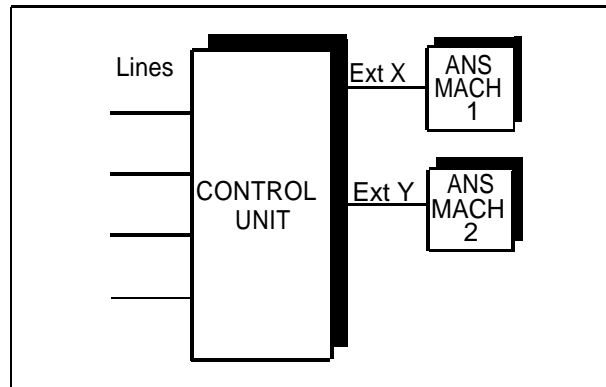 Lines
CONTROL
UNIT
Ext X
ANS
MACH
1
Ext Y
ANS
MACH
2